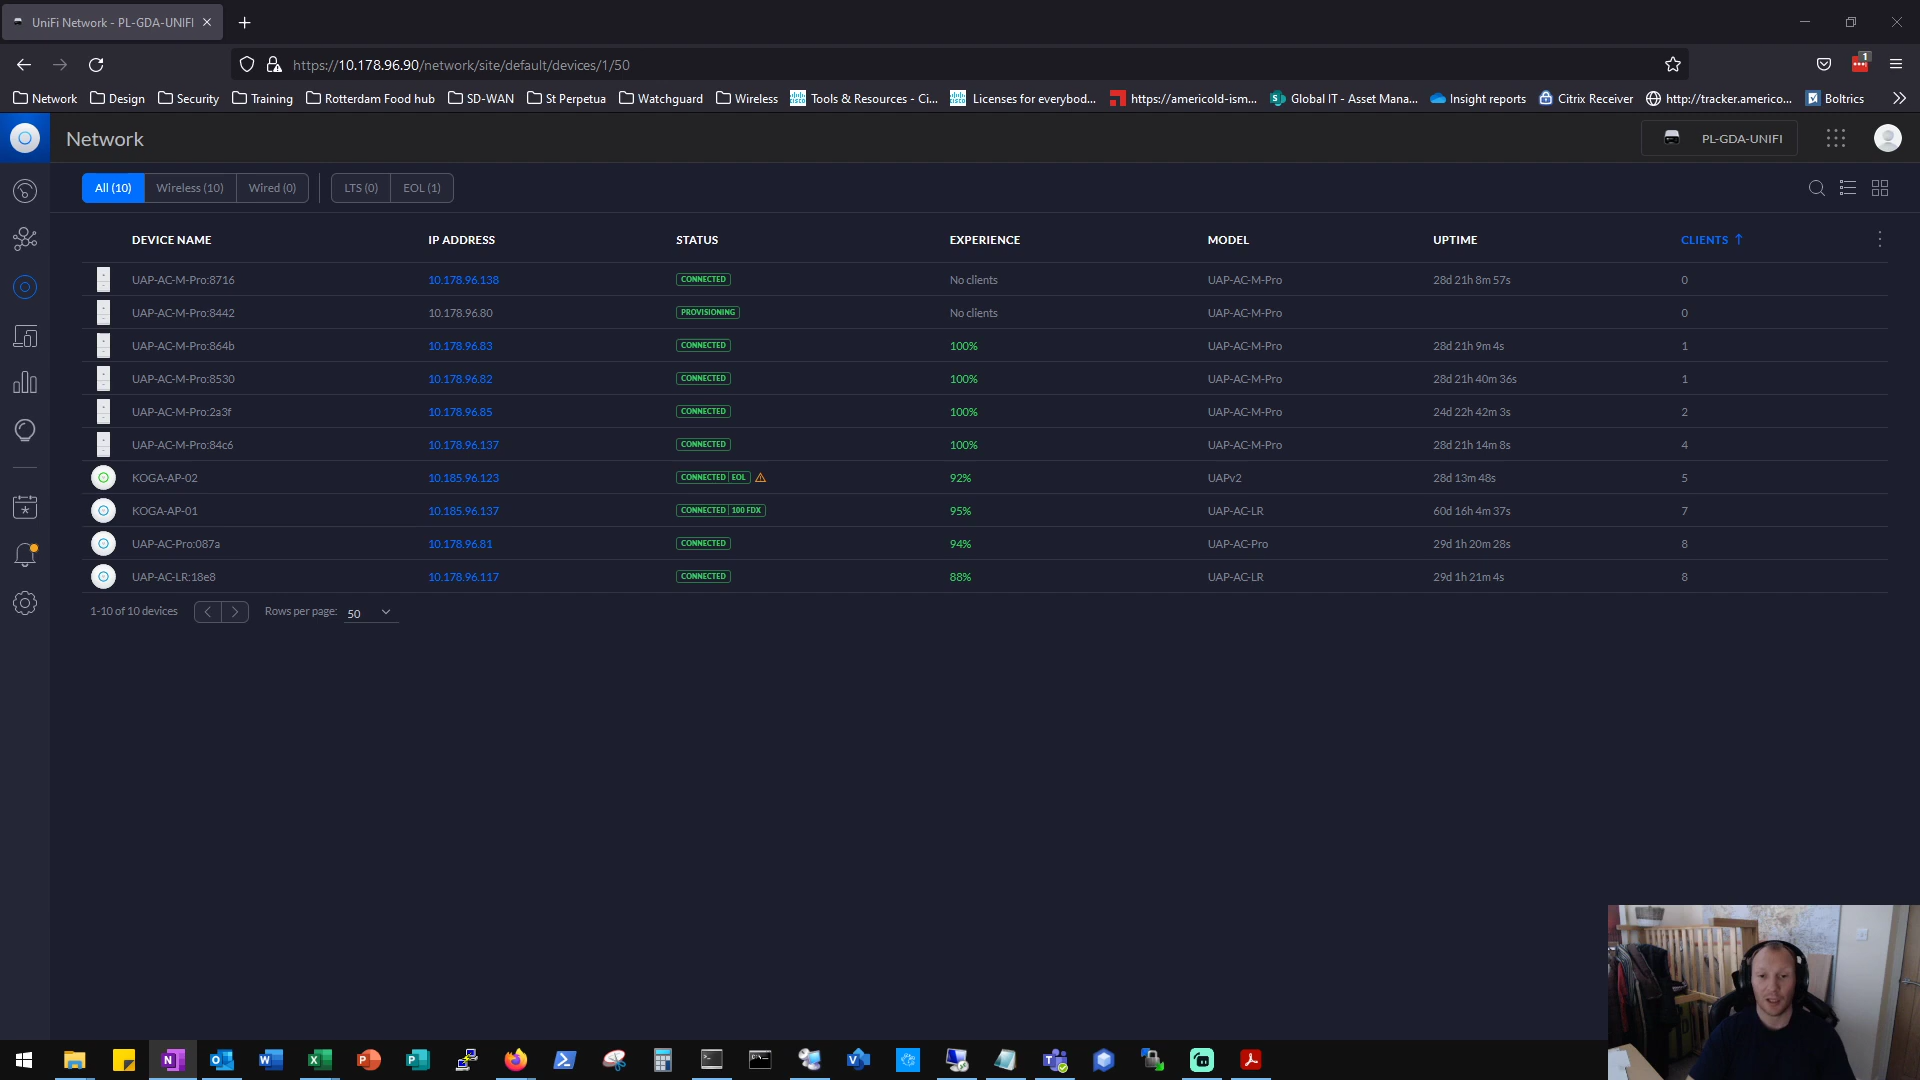 UniFi Network - PL-GDA-UNIFI
https://10.178.96.90/network/site/default/devices/1/50
1
Network Design Security Training Rotterdam Food hub SD-WAN St Perpetua Watchguard Wireless Tools & Resources - Ci... Licenses for everybod... https://americold-ism... Global IT - Asset Mana... Insight reports Citrix Receiver http://tracker.americo... Boltrics
Network PL-GDA-UNIFI
All (10) Wireless (10) Wired (0) LTS (0) EOL (1)
DEVICE NAME IP ADDRESS STATUS EXPERIENCE MODEL UPTIME CLIENTS
UAP-AC-M-Pro:8716 10.178.96.138 CONNECTED No clients UAP-AC-M-Pro 28d 21h 8m 57s 0
UAP-AC-M-Pro:8442 10.178.96.80 PROVISIONING No clients UAP-AC-M-Pro 0
UAP-AC-M-Pro:864b 10.178.96.83 CONNECTED 100% UAP-AC-M-Pro 28d 21h 9m 4s 1
UAP-AC-M-Pro:8530 10.178.96.82 CONNECTED 100% UAP-AC-M-Pro 28d 21h 40m 36s 1
UAP-AC-M-Pro:2a3f 10.178.96.85 CONNECTED 100% UAP-AC-M-Pro 24d 22h 42m 3s 2
UAP-AC-M-Pro:84c6 10.178.96.137 CONNECTED 100% UAP-AC-M-Pro 28d 21h 14m 8s 4
KOGA-AP-02 10.185.96.123 CONNECTED EOL 92% UAPv2 28d 13m 48s 5
KOGA-AP-01 10.185.96.137 CONNECTED 100 FDX 95% UAP-AC-LR 60d 16h 4m 37s 7
UAP-AC-Pro:087a 10.178.96.81 CONNECTED 94% UAP-AC-Pro 29d 1h 20m 28s 8
UAP-AC-LR:18e8 10.178.96.117 CONNECTED 88% UAP-AC-LR 29d 1h 21m 4s 8
1-10 of 10 devices Rows per page: 50